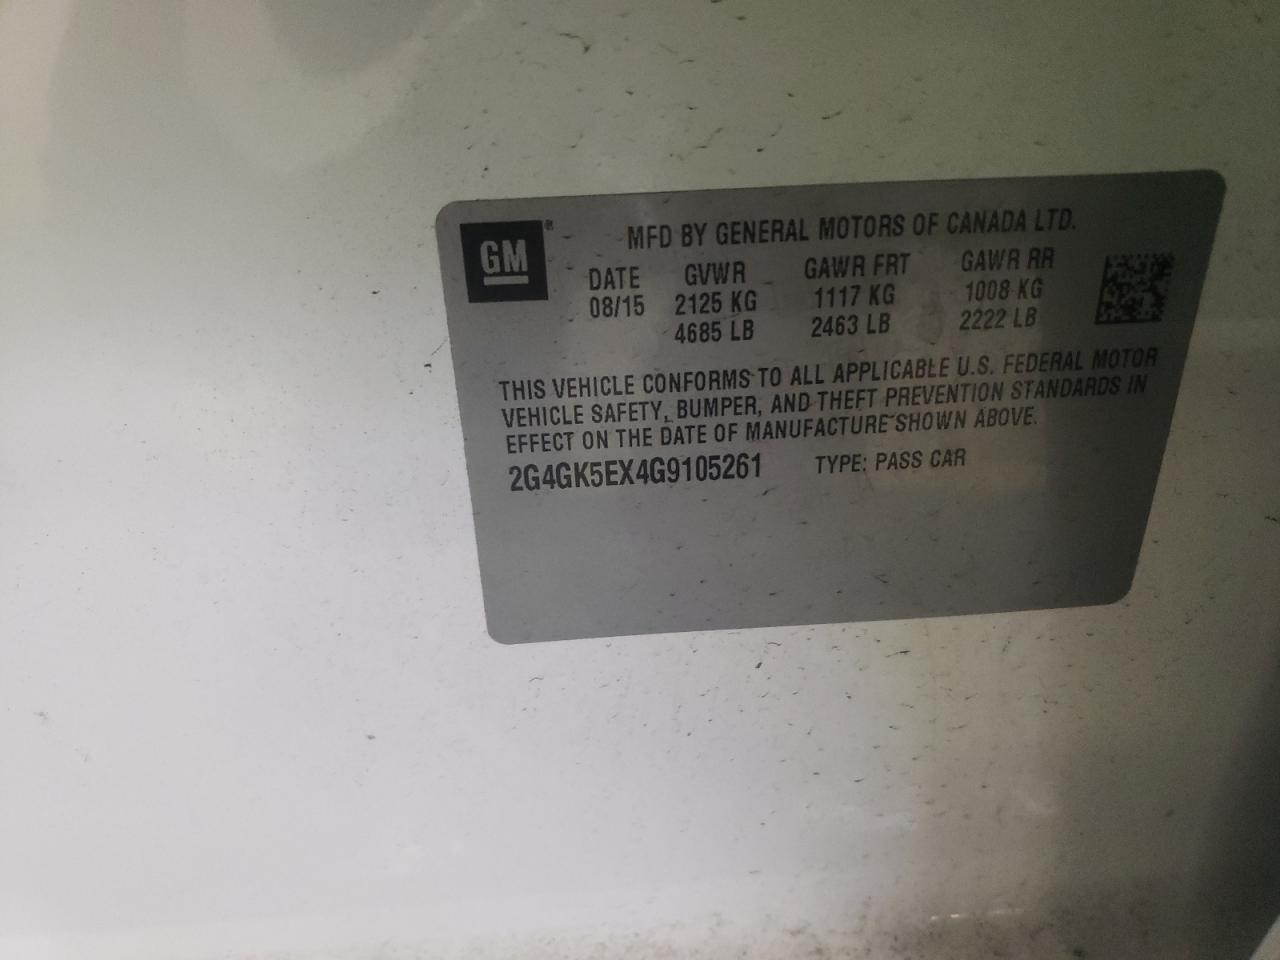 GM®
MFD BY GENERAL MOTORS OF CANADA LTD.
DATE GVWR GAWR FRT GAWR RR
08/15 2125 KG 1117 KG 1008 KG
4685 LB 2463 LB 2222 LB
THIS VEHICLE CONFORMS TO ALL APPLICABLE U.S. FEDERAL MOTOR
VEHICLE SAFETY, BUMPER, AND THEFT PREVENTION STANDARDS IN
EFFECT ON THE DATE OF MANUFACTURE SHOWN ABOVE.
2G4GK5EX4G9105261 TYPE: PASS CAR